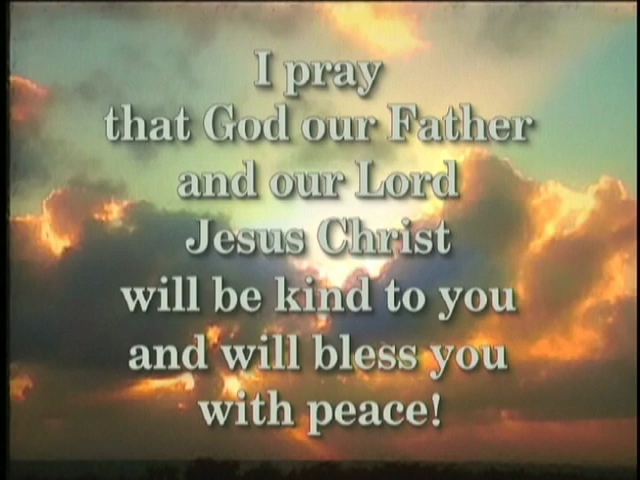 I pray
that God our Father
and our Lord
Jesus Christ
will be kind to you
and will bless you
with peace!